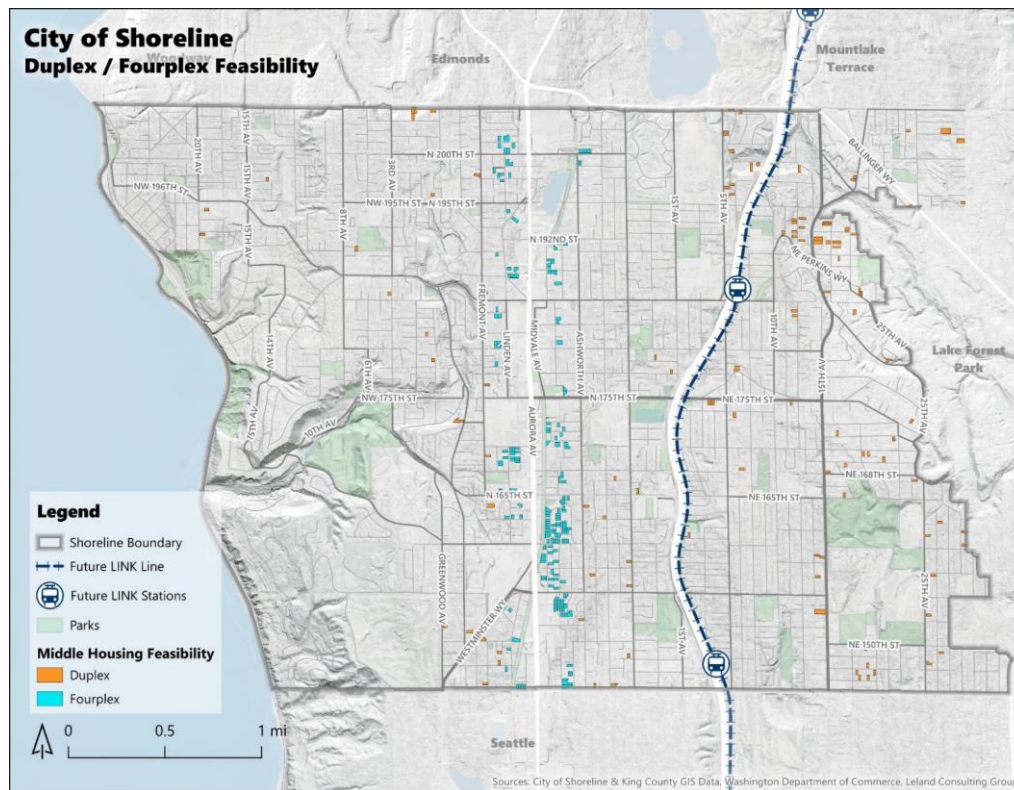 City of Shoreline
Duplex / Fourplex Feasibility
Woodway
Edmonds
Mountlake
Terrace
BALLINGER WY
20TH AV
15TH AV
15TH AV
3RD AV
N 200TH ST
NW 196TH ST
8TH AV
NW 195TH ST
N 195TH ST
1ST AV
5TH AV
N 192ND ST
NE PERKINS WY
FREMONT AV
LINDEN AV
MIDVALE AV
ASHWORTH AV
10TH AV
25TH AV
14TH AV
6TH AV
15TH AV
Lake Forest
Park
NW 175TH ST
N 175TH ST
NE 175TH ST
15TH AV
10TH AV
AURORA AV
25TH AV
NE 168TH ST
N 165TH ST
NE 165TH ST
GREENWOOD AV
WESTMINSTER WY
1ST AV
25TH AV
NE 150TH ST
Legend
Shoreline Boundary
Future LINK Line
Future LINK Stations
Parks
Middle Housing Feasibility
Duplex
Fourplex
0 0.5 1 mi
Seattle
Sources: City of Shoreline & King County GIS Data, Washington Department of Commerce, Leland Consulting Group